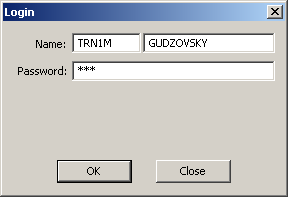 Login
Name: TRN1M GUDZOVSKY
Password: ***
OK Close